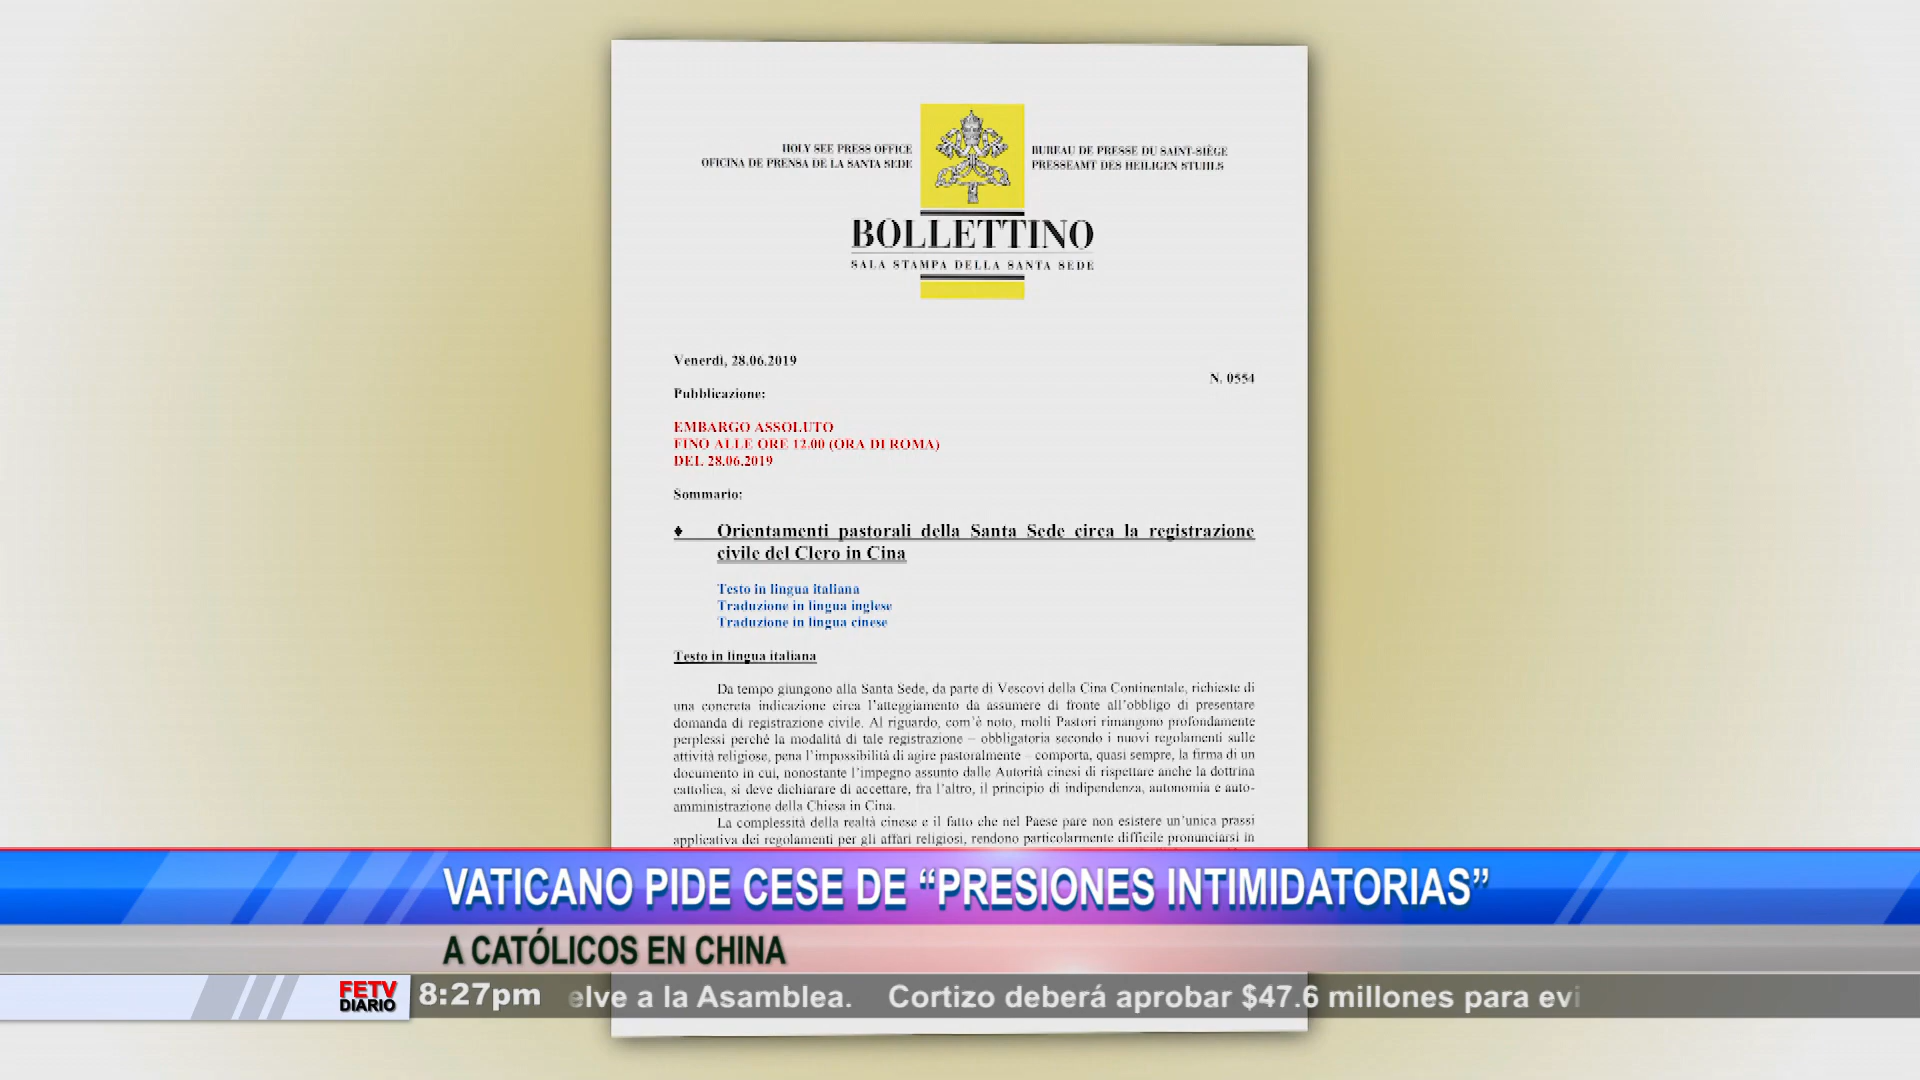 HOLY SEE PRESS OFFICE
OFICINA DE PRENSA DE LA SANTA SEDE
BUREAU DE PRESSE DU SAINT-SIÈGE
PRESSEAMT DES HEILIGEN STUHLS
BOLLETTINO
SALA STAMPA DELLA SANTA SEDE
Venerdì, 28.06.2019
N. 0554
Pubblicazione:
EMBARGO ASSOLUTO
FINO ALLE ORE 12.00 (ORA DI ROMA)
DEL 28.06.2019
Sommario:
♦ Orientamenti pastorali della Santa Sede circa la registrazione
civile del Clero in Cina
Testo in lingua italiana
Traduzione in lingua inglese
Traduzione in lingua cinese
Testo in lingua italiana
Da tempo giungono alla Santa Sede, da parte di Vescovi della Cina Continentale, richieste di
una concreta indicazione circa l'atteggiamento da assumere di fronte all'obbligo di presentare
domanda di registrazione civile. Al riguardo, com'è noto, molti Pastori rimangono profondamente
perplessi perché la modalità di tale registrazione – obbligatoria secondo i nuovi regolamenti sulle
attività religiose, pena l'impossibilità di agire pastoralmente – comporta, quasi sempre, la firma di un
documento in cui, nonostante l'impegno assunto dalle Autorità cinesi di rispettare anche la dottrina
cattolica, si deve dichiarare di accettare, fra l'altro, il principio di indipendenza, autonomia e auto-
amministrazione della Chiesa in Cina.
La complessità della realtà cinese e il fatto che nel Paese pare non esistere un'unica prassi
applicativa dei regolamenti per gli affari religiosi, rendono particolarmente difficile pronunciarsi in
VATICANO PIDE CESE DE “PRESIONES INTIMIDATORIAS”
A CATÓLICOS EN CHINA
FETV
DIARIO
8:27pm
elve a la Asamblea. Cortizo deberá aprobar $47.6 millones para evi